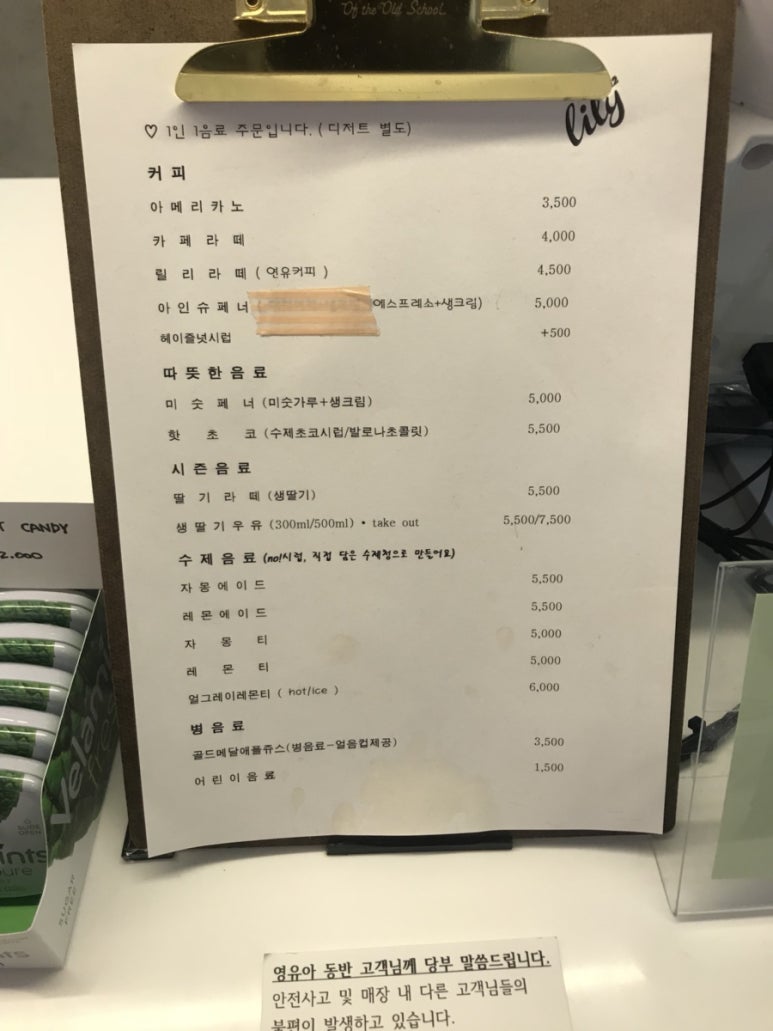 Of the Old School
lily
♡ 1인 1음료 주문입니다. ( 디저트 별도)
커 피
아 메 리 카 노 3,500
카 페 라 떼 4,000
릴 리 라 떼 ( 연유커피 ) 4,500
아 인 슈 페 너 에스프레소+생크림) 5,000
헤이즐넛시럽 +500
따 뜻 한 음 료
미 숫 페 너 (미숫가루+생크림) 5,000
핫 초 코 (수제초코시럽/발로나초콜릿) 5,500
시 즌 음 료
딸 기 라 떼 (생딸기) 5,500
생 딸 기 우 유 (300ml/500ml) • take out 5,500/7,500
수 제 음 료 (no!시럽, 직접 담은 수제청으로 만들어요)
자 몽 에 이 드 5,500
레 몬 에 이 드 5,500
자 몽 티 5,000
레 몬 티 5,000
얼그레이레몬티 ( hot/ice ) 6,000
병 음 료
골드메달애플쥬스(병음료-얼음컵제공) 3,500
어 린 이 음 료 1,500
CANDY
2.000
Velam
SURE
OPEN
ints
SUGAR
FREE
영유아 동반 고객님께 당부 말씀드립니다.
안전사고 및 매장 내 다른 고객님들의
불편이 발생하고 있습니다.